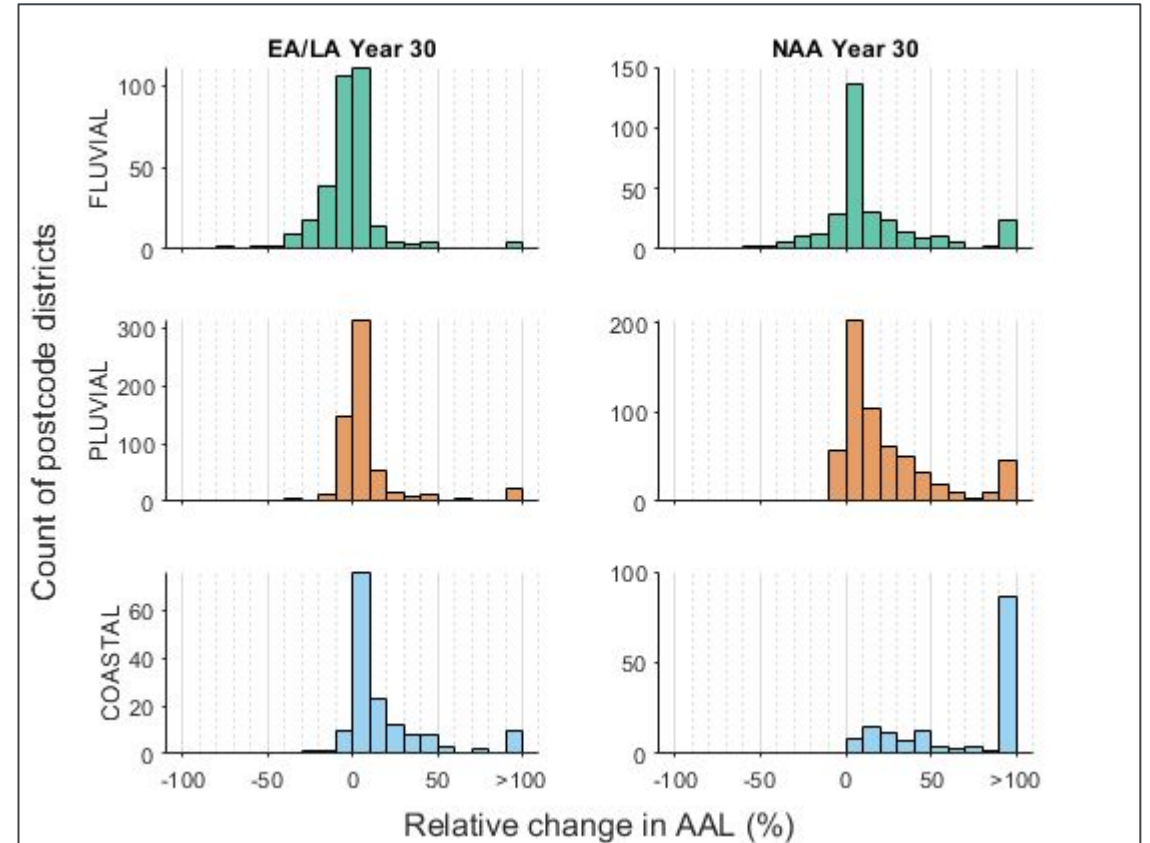 EA/LA Year 30
NAA Year 30
Count of postcode districts
FLUVIAL
100
50
0
150
100
50
0
PLUVIAL
300
200
100
0
200
100
0
COASTAL
60
40
20
0
100
50
0
-100 -50 0 50 >100
-100 -50 0 50 >100
Relative change in AAL (%)